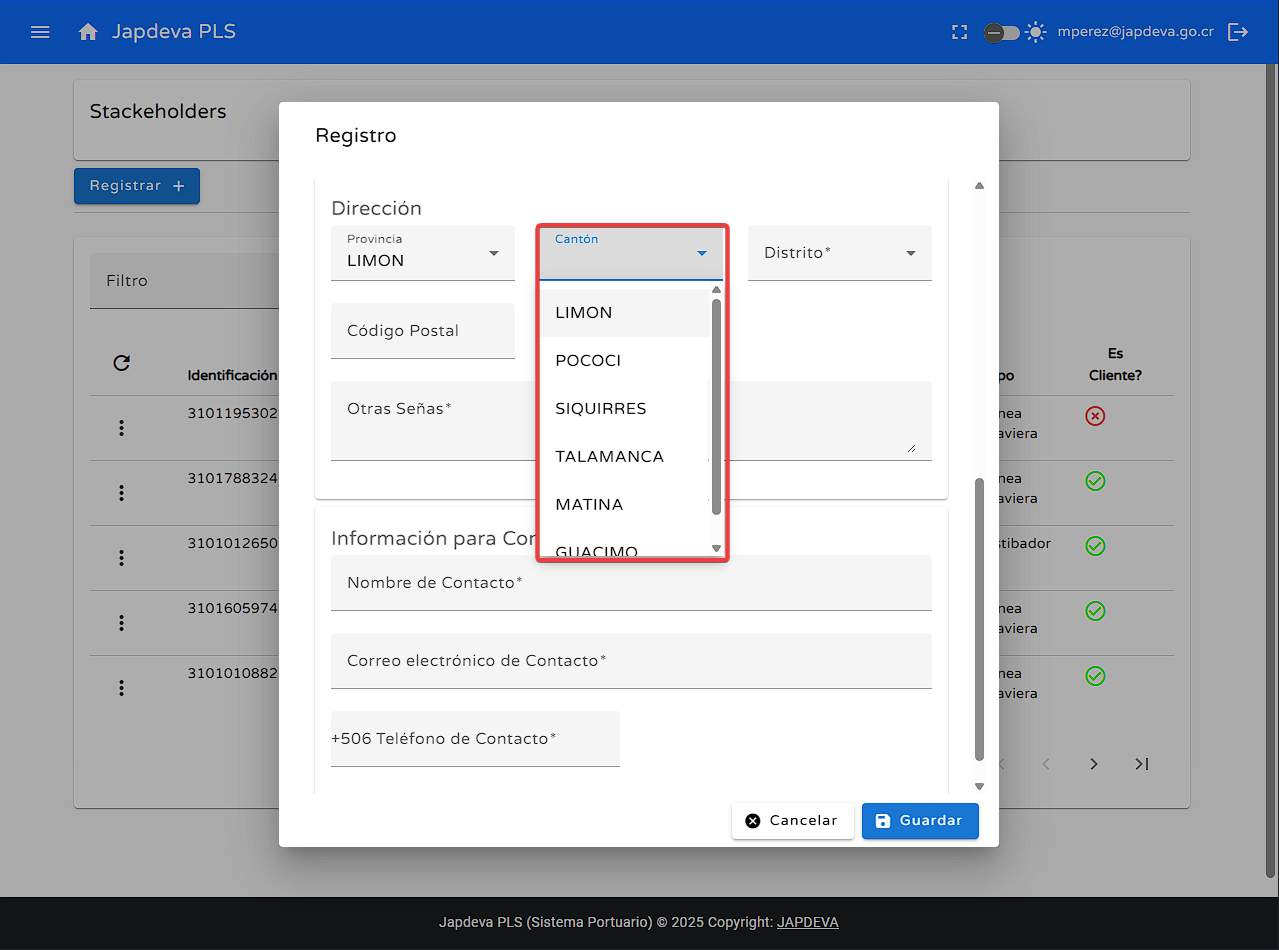 Japdeva PLS
mperez@japdeva.go.cr
Stackeholders
Registrar +
Filtro
Identificación
Es
Cliente?
3101195302
3101788324
3101012650
3101605974
3101010882
Registro
Dirección
Provincia
LIMON
Cantón
Distrito*
LIMON
POCOCI
SIQUIRRES
TALAMANCA
MATINA
GUACIMO
Código Postal
Otras Señas*
Información para
Nombre de Contacto*
Correo electrónico de Contacto*
+506 Teléfono de Contacto*
Cancelar
Guardar
Japdeva PLS (Sistema Portuario) © 2025 Copyright: JAPDEVA